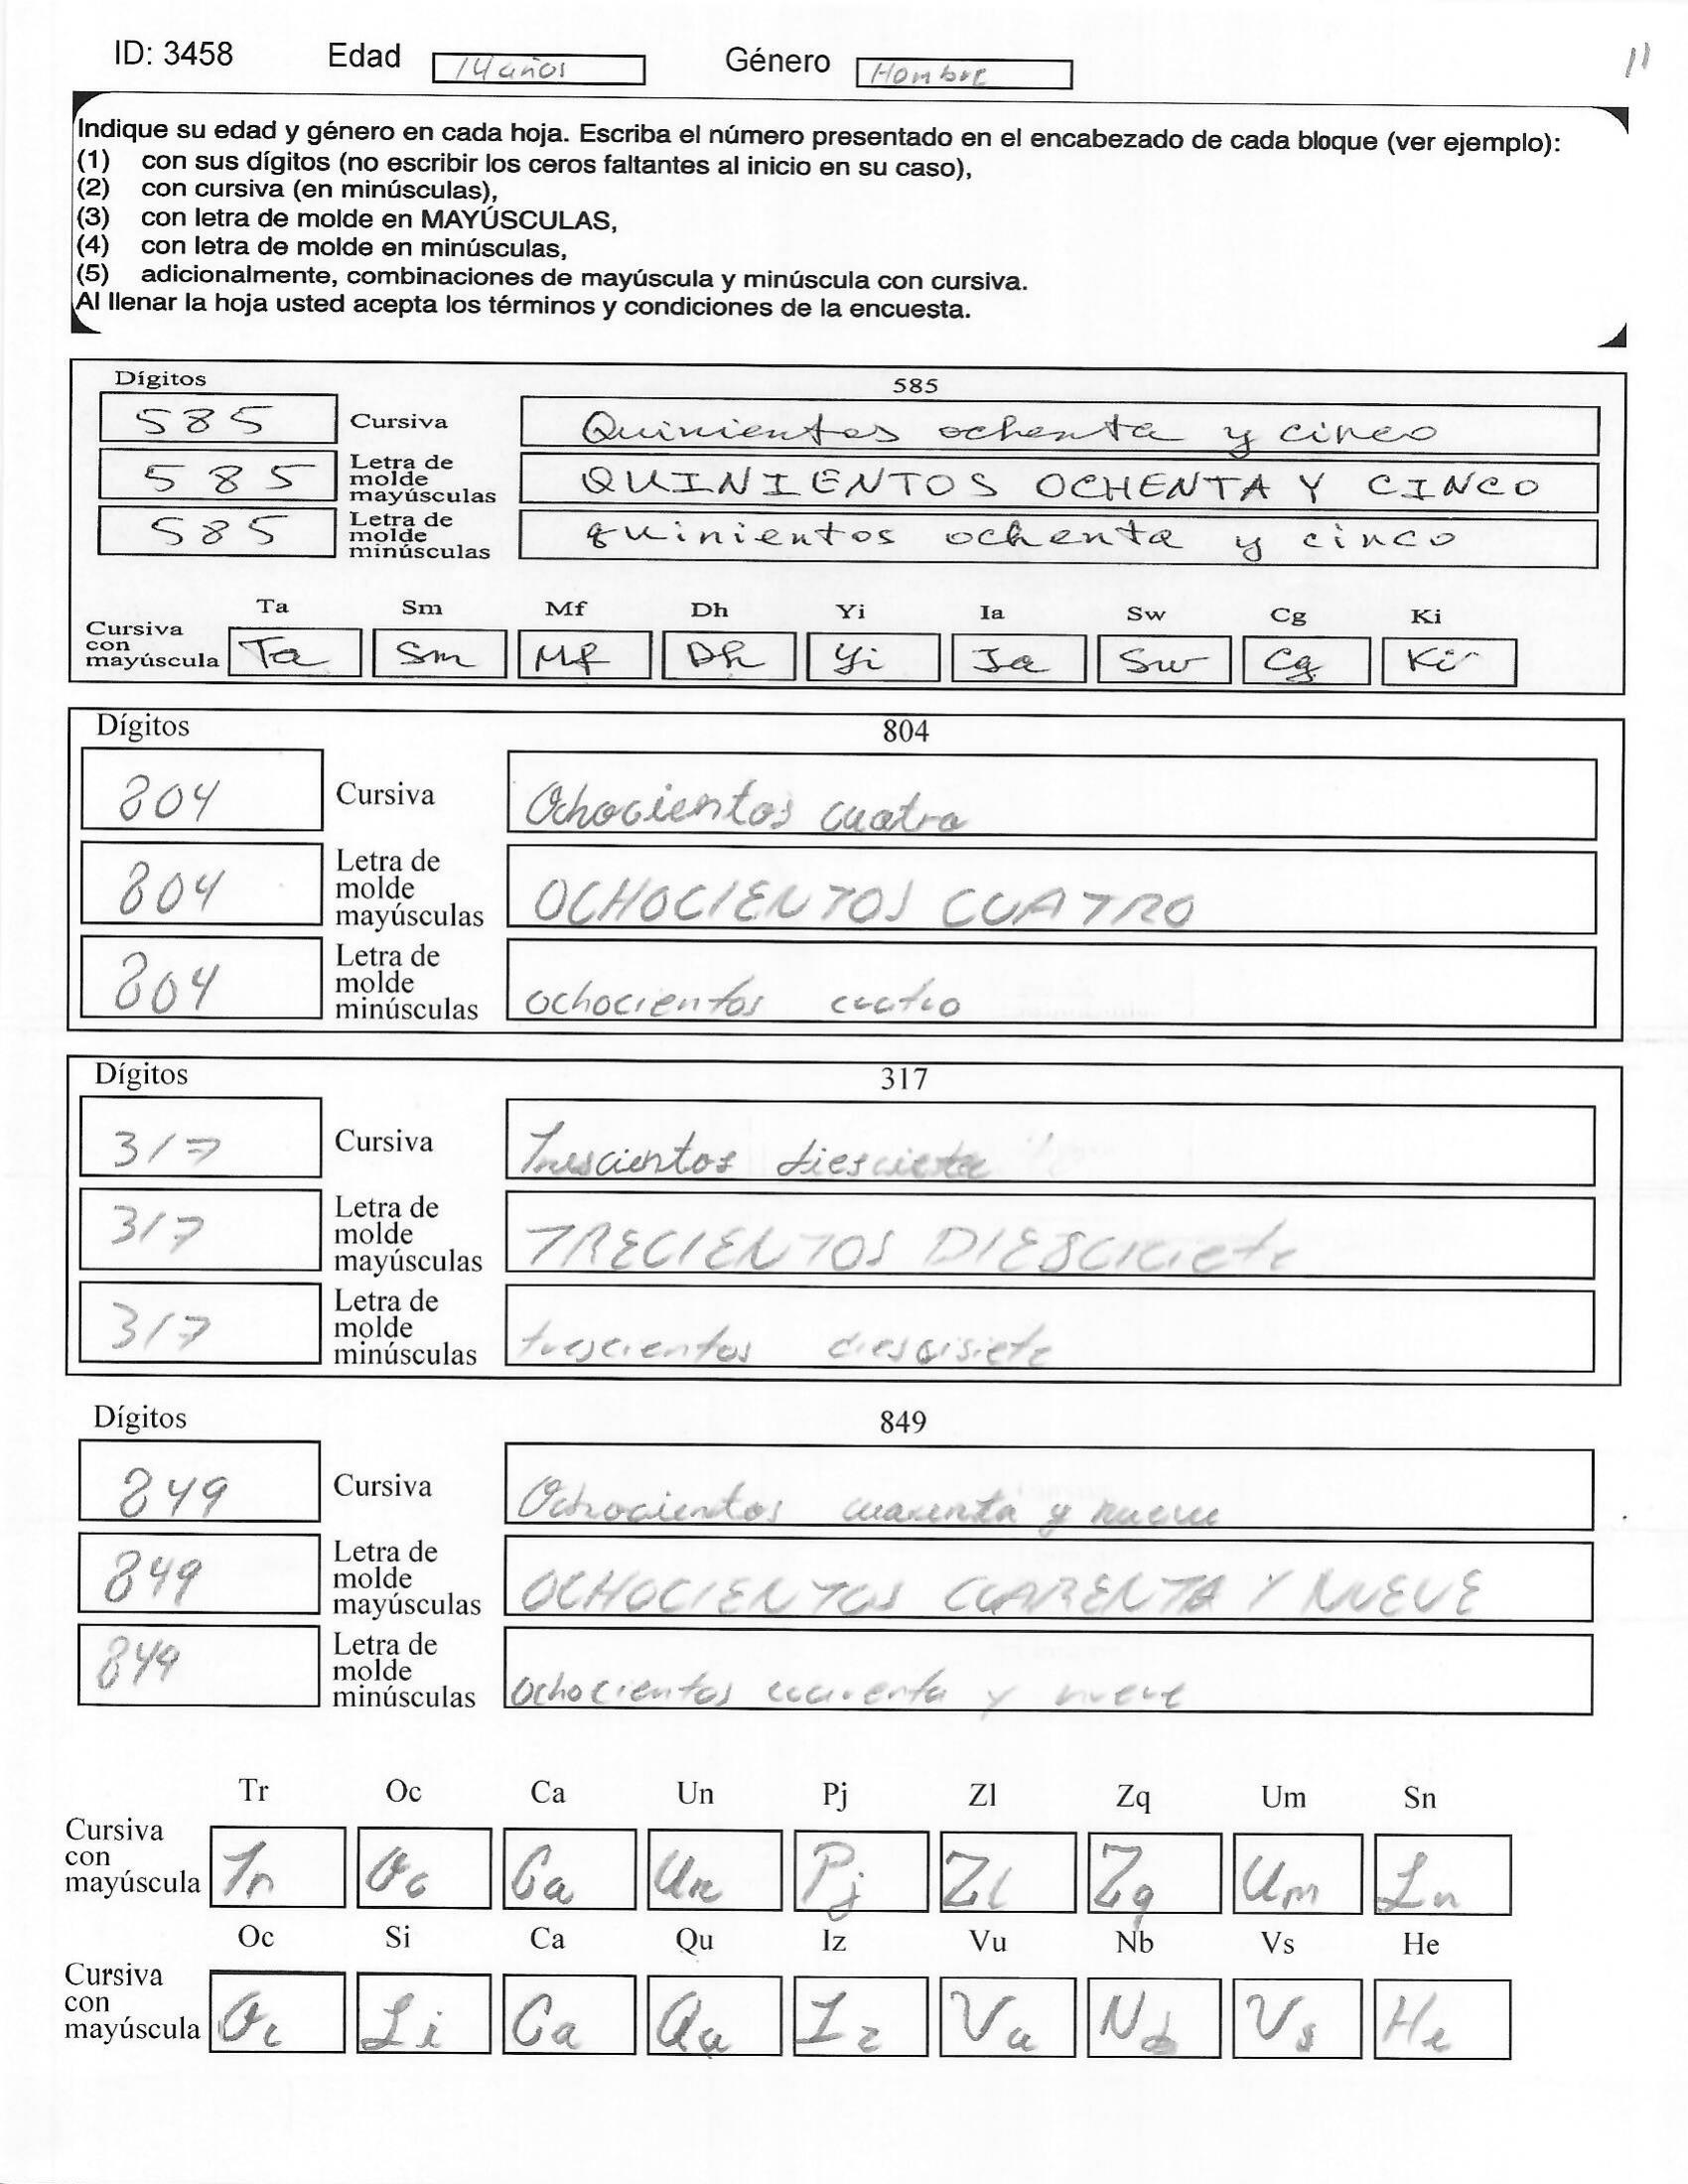 ID: 3458 Edad 14 años Género Hombre 11
Indique su edad y género en cada hoja. Escriba el número presentado en el encabezado de cada bloque (ver ejemplo):
(1) con sus dígitos (no escribir los ceros faltantes al inicio en su caso),
(2) con cursiva (en minúsculas),
(3) con letra de molde en MAYÚSCULAS,
(4) con letra de molde en minúsculas,
(5) adicionalmente, combinaciones de mayúscula y minúscula con cursiva.
Al llenar la hoja usted acepta los términos y condiciones de la encuesta.
Dígitos 585
585 Cursiva Quinientos ochenta y cinco
585 Letra de molde mayúsculas QUINIENTOS OCHENTA Y CINCO
585 Letra de molde minúsculas quinientos ochenta y cinco
Ta Sm Mf Dh Yi Ia Sw Cg Ki
Cursiva con mayúscula Ta Sm Mf Dh Yi Ia Sw Cg Ki
Dígitos 804
804 Cursiva Ochocientos cuatro
804 Letra de molde mayúsculas OCHOCIENTOS CUATRO
804 Letra de molde minúsculas ochocientos cuatro
Dígitos 317
317 Cursiva Trescientos
317 Letra de molde mayúsculas TRECIENTOS
317 Letra de molde minúsculas trescientos
Dígitos 849
849 Cursiva Ochocientos cuarenta y nueve
849 Letra de molde mayúsculas OCHOCIENTOS CUARENTA Y NUEVE
849 Letra de molde minúsculas ochocientos cuarenta y nueve
Tr Oc Ca Un Pj Zl Zq Um Sn
Cursiva con mayúscula Tr Oc Ca Un Pj Zl Zq Um Sn
Oc Si Ca Qu Iz Vu Nb Vs He
Cursiva con mayúscula Oc Si Ca Qu Iz Vu Nb Vs He